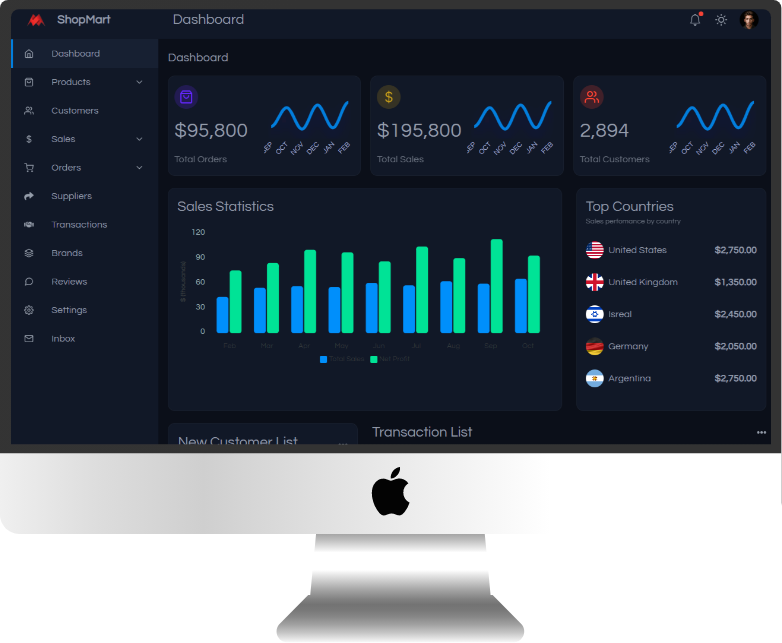 ShopMart
Dashboard
Dashboard
Products
Customers
Sales
Orders
Suppliers
Transactions
Brands
Reviews
Settings
Inbox
Dashboard
$95,800
Total Orders
SEP OCT NOV DEC JAN FEB
$
$195,800
Total Sales
SEP OCT NOV DEC JAN FEB
2,894
Total Customers
SEP OCT NOV DEC JAN FEB
Sales Statistics
$ (thousands)
120
90
60
30
0
Feb Mar Apr May Jun Jul Aug Sep Oct
Total Sales Net Profit
Top Countries
Sales perfomance by country
United States $2,750.00
United Kingdom $1,350.00
Isreal $2,450.00
Germany $2,050.00
Argentina $2,750.00
New Customer List
Transaction List